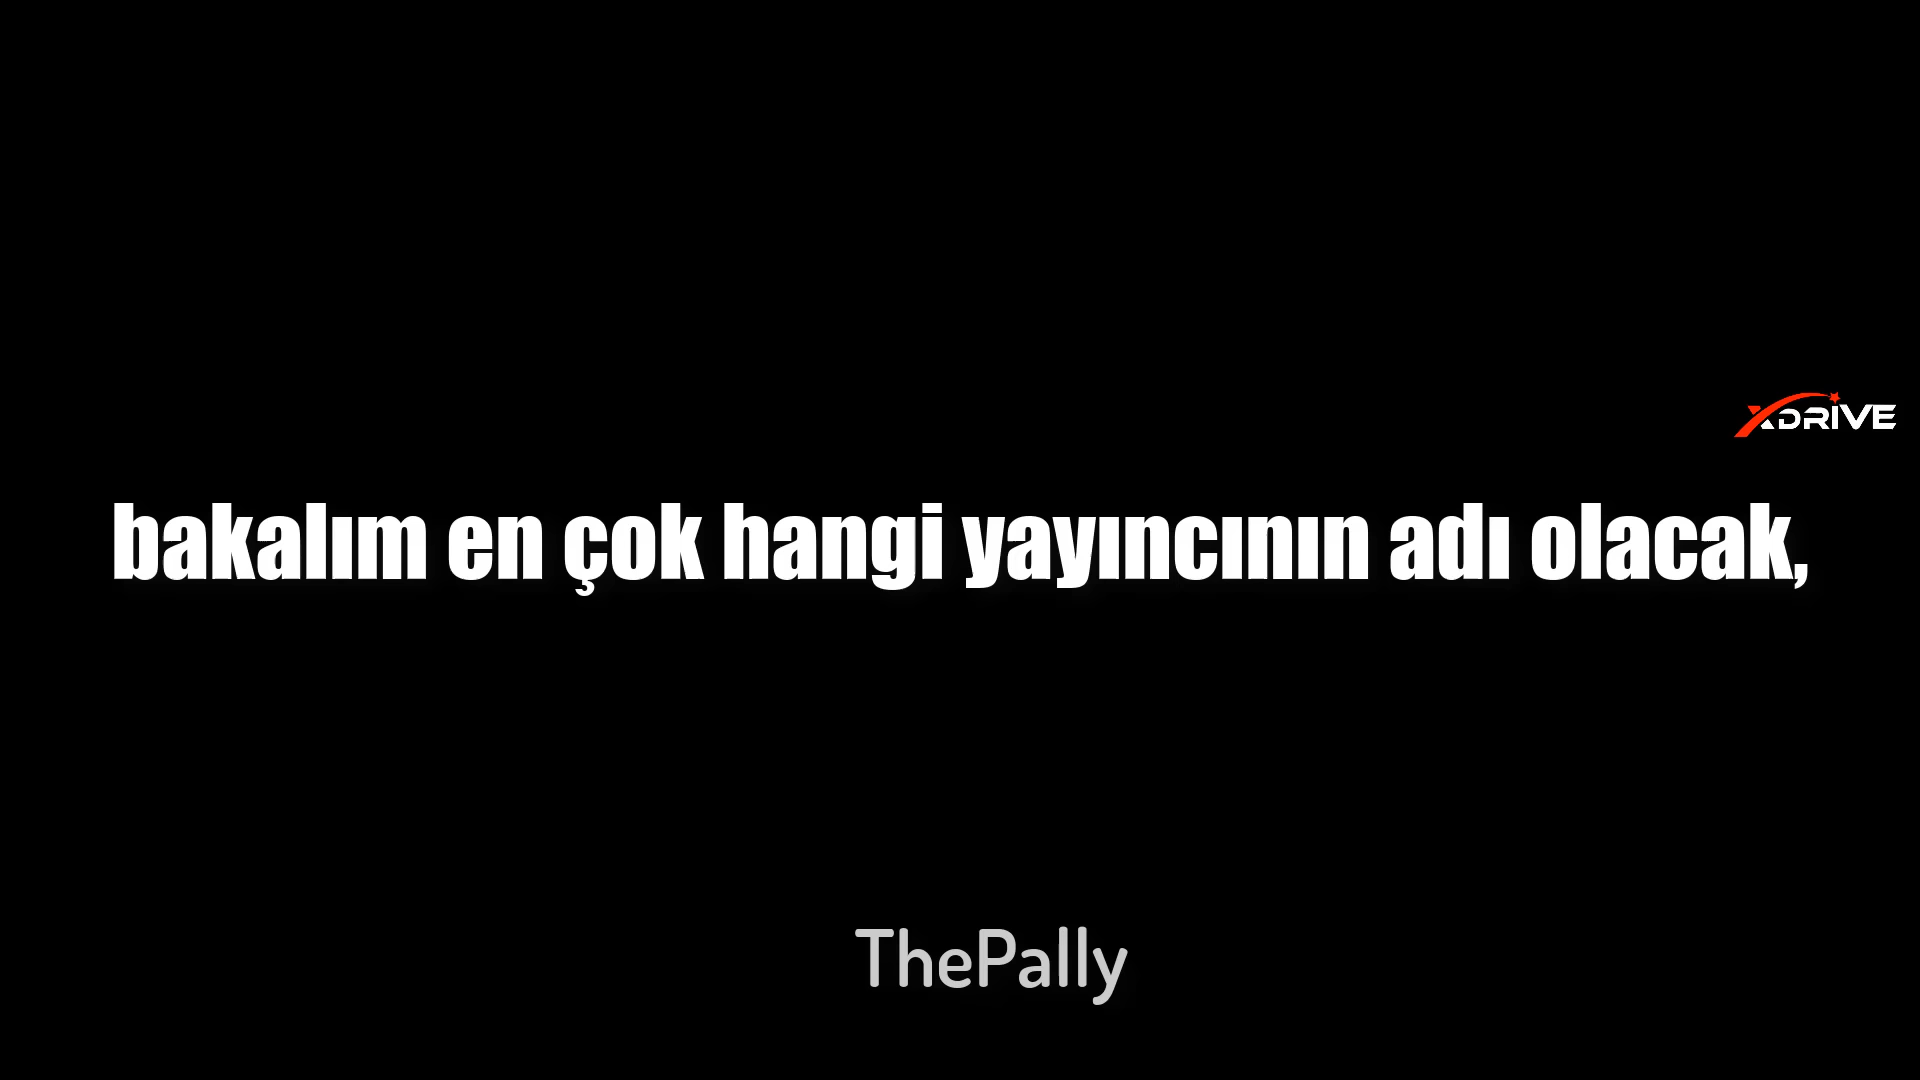 XDRIVE
bakalım en çok hangi yayıncının adı olacak,
ThePally